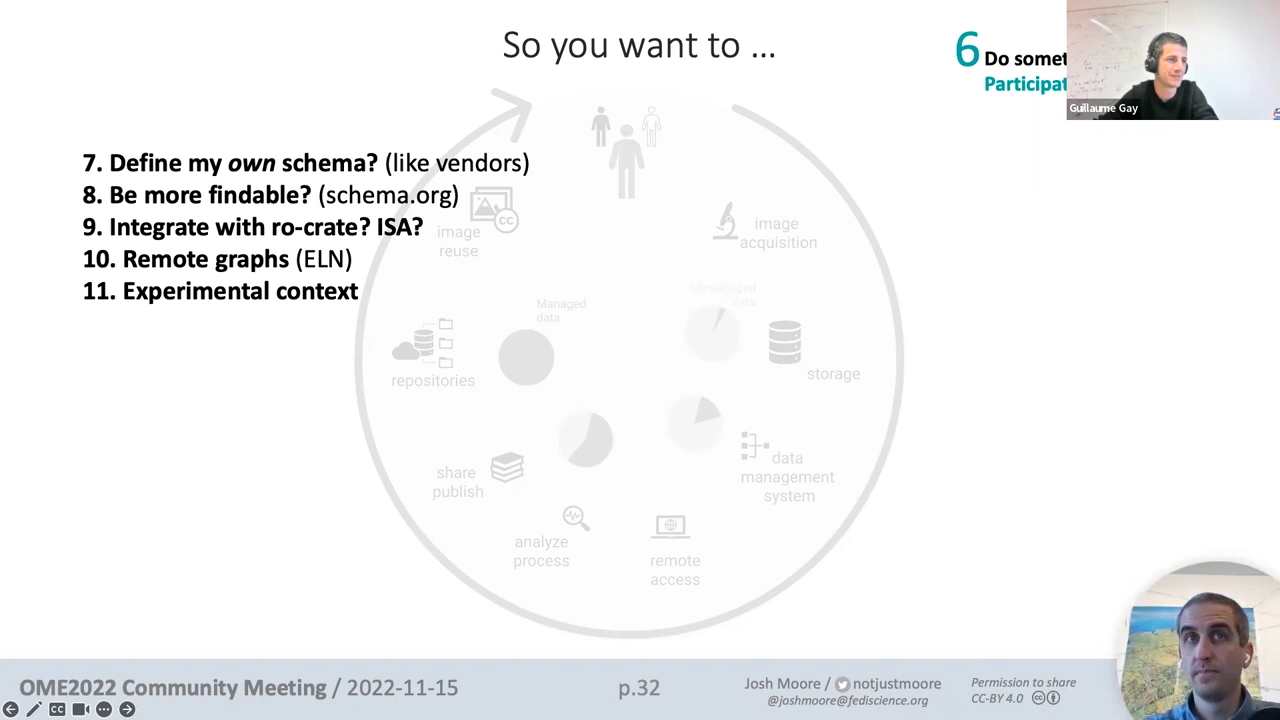 So you want to ...
6 Do somet
Participat
Guillaume Gay
7. Define my own schema? (like vendors)
8. Be more findable? (schema.org)
9. Integrate with ro-crate? ISA?
10. Remote graphs (ELN)
11. Experimental context
image
reuse
CC
image
acquisition
Managed
data
Unmanaged
data
repositories
storage
share
publish
data
management
system
analyze
process
remote
access
OME2022 Community Meeting / 2022-11-15
p.32
Josh Moore / notjustmoore
@joshmoore@fediscience.org
Permission to share
CC-BY 4.0